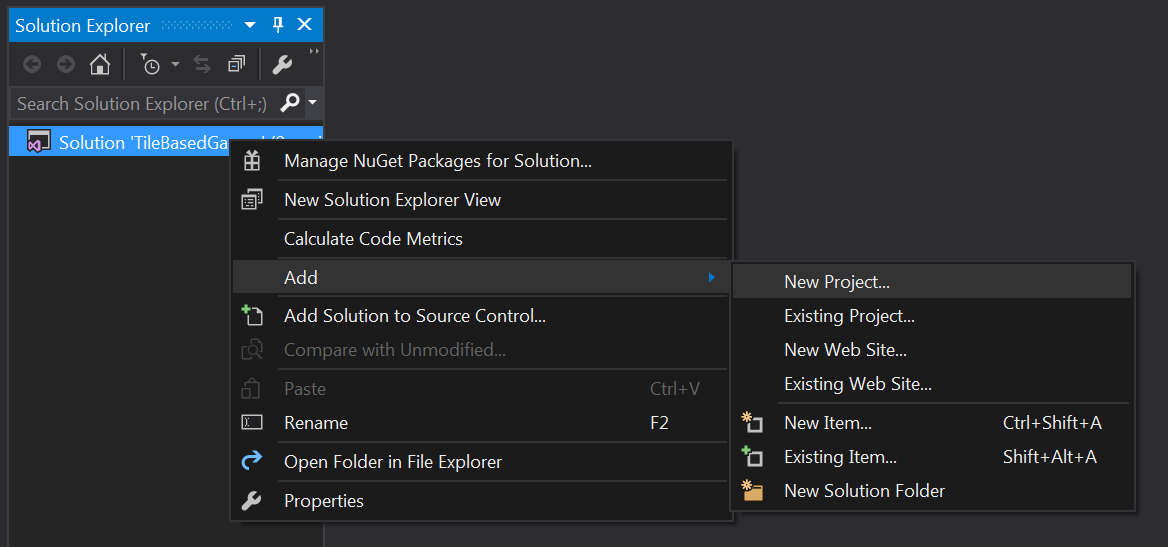 Solution Explorer
Search Solution Explorer (Ctrl+;)
Solution 'TileBasedGa
Manage NuGet Packages for Solution...
New Solution Explorer View
Calculate Code Metrics
Add
New Project...
Add Solution to Source Control...
Existing Project...
Compare with Unmodified...
New Web Site...
Paste Ctrl+V
Existing Web Site...
Rename F2
New Item... Ctrl+Shift+A
Open Folder in File Explorer
Existing Item... Shift+Alt+A
Properties
New Solution Folder